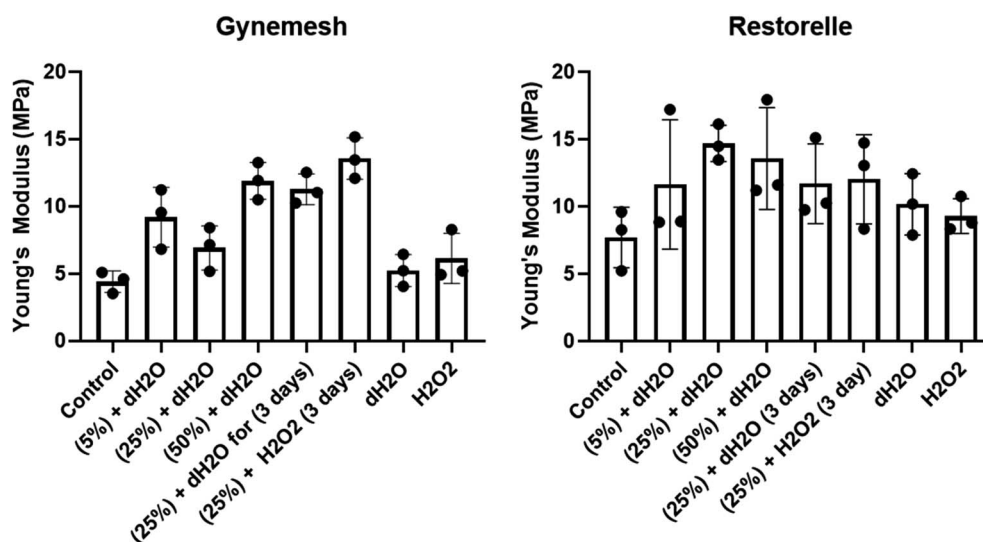 Gynemesh
Young's Modulus (MPa)
20
15
10
5
0
Control
(5%) + dH2O
(25%) + dH2O
(50%) + dH2O
(25%) + dH2O for (3 days)
(25%) + H2O2 (3 days)
dH2O
H2O2
Restorelle
Young's Modulus (MPa)
20
15
10
5
0
Control
(5%) + dH2O
(25%) + dH2O
(50%) + dH2O
(25%) + dH2O (3 days)
(25%) + H2O2 (3 day)
dH2O
H2O2